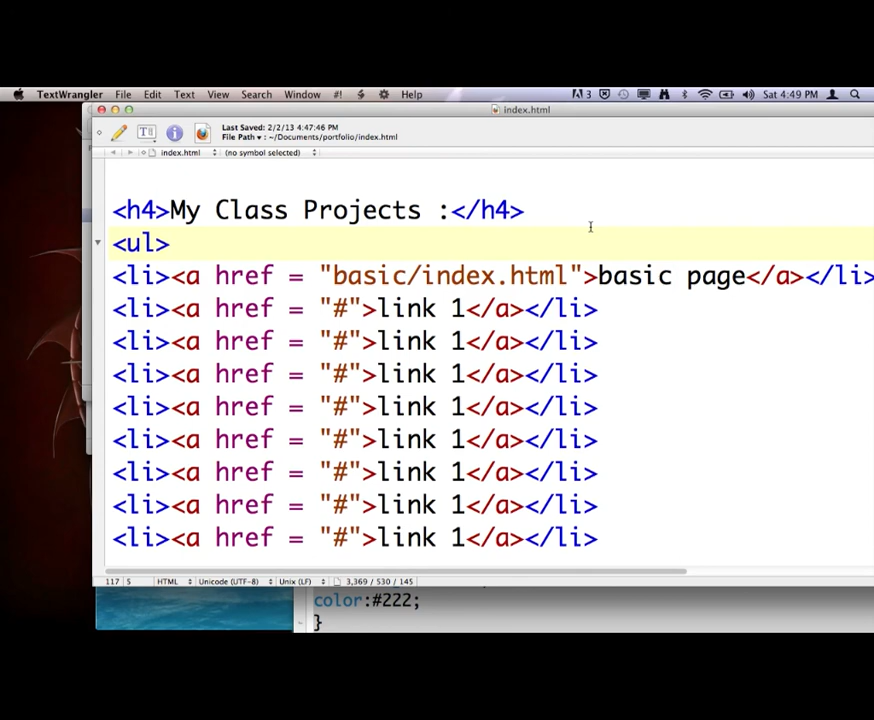 TextWrangler File Edit Text View Search Window #! Help 3 Sat 4:49 PM
index.html
Last Saved: 2/2/13 4:47:46 PM
File Path ▾ : ~/Documents/portfolio/index.html
index.html (no symbol selected)
<h4>My Class Projects :</h4>
<ul>
<li><a href = "basic/index.html">basic page</a></li>
<li><a href = "#">link 1</a></li>
<li><a href = "#">link 1</a></li>
<li><a href = "#">link 1</a></li>
<li><a href = "#">link 1</a></li>
<li><a href = "#">link 1</a></li>
<li><a href = "#">link 1</a></li>
<li><a href = "#">link 1</a></li>
<li><a href = "#">link 1</a></li>
117 5 HTML Unicode (UTF-8) Unix (LF) 3,369 / 530 / 145
color:#222;
}